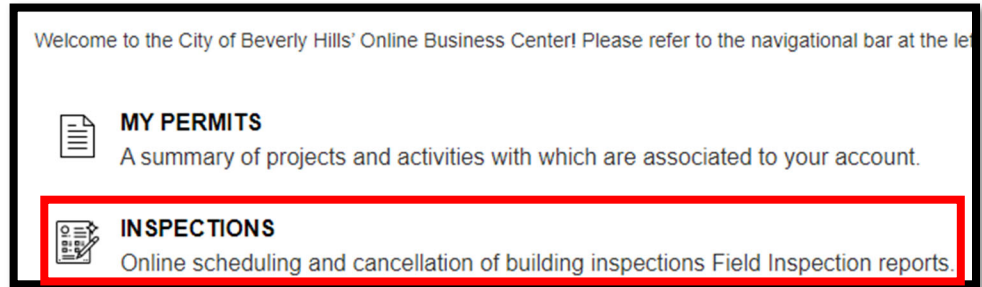 Welcome to the City of Beverly Hills' Online Business Center! Please refer to the navigational bar at the
MY PERMITS
A summary of projects and activities with which are associated to your account.
INSPECTIONS
Online scheduling and cancellation of building inspections Field Inspection reports.